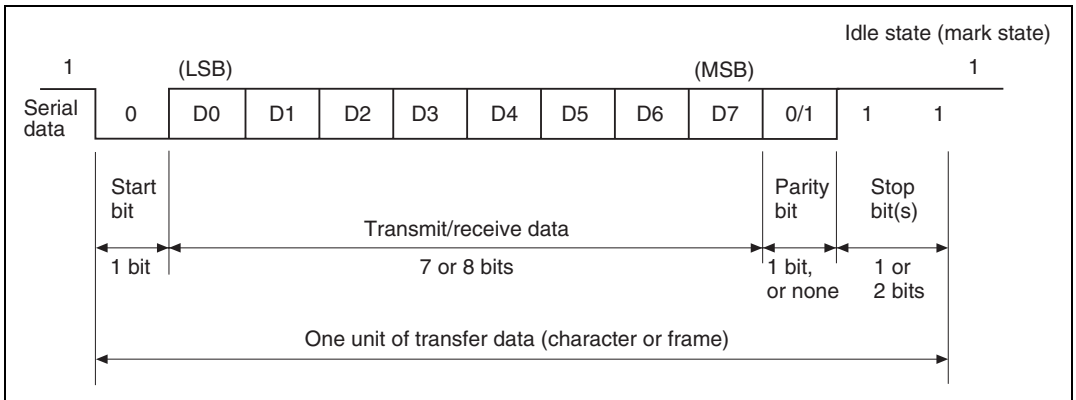 Idle state (mark state)
1 (LSB) (MSB) 1
Serial
data
0 D0 D1 D2 D3 D4 D5 D6 D7 0/1 1 1
Start
bit
Transmit/receive data
Parity
bit
Stop
bit(s)
1 bit
7 or 8 bits
1 bit,
or none
1 or
2 bits
One unit of transfer data (character or frame)